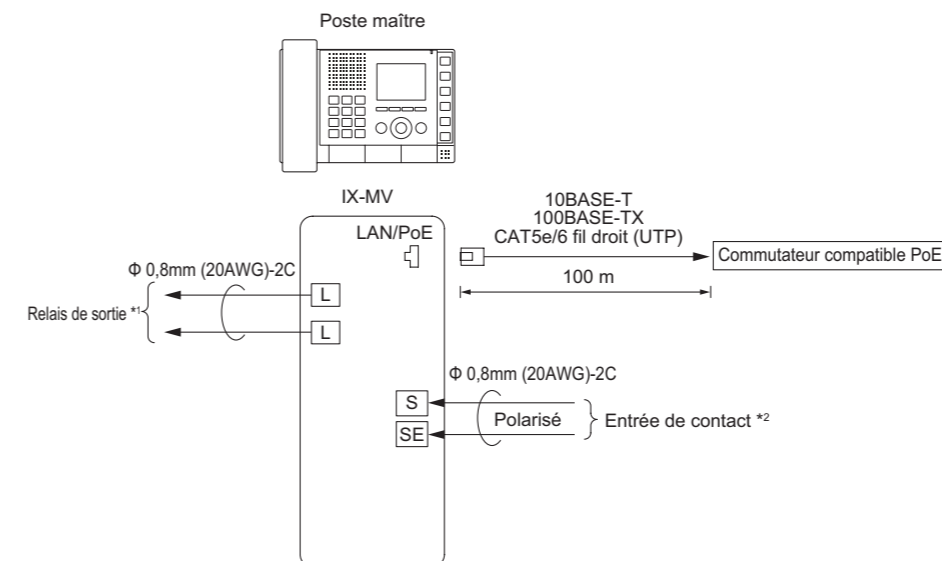 Poste maître
IX-MV
10BASE-T
100BASE-TX
CAT5e/6 fil droit (UTP)
LAN/PoE
Commutateur compatible PoE
100 m
Φ 0,8mm (20AWG)-2C
L
Relais de sortie *1
L
Φ 0,8mm (20AWG)-2C
S
Polarisé
Entrée de contact *2
SE